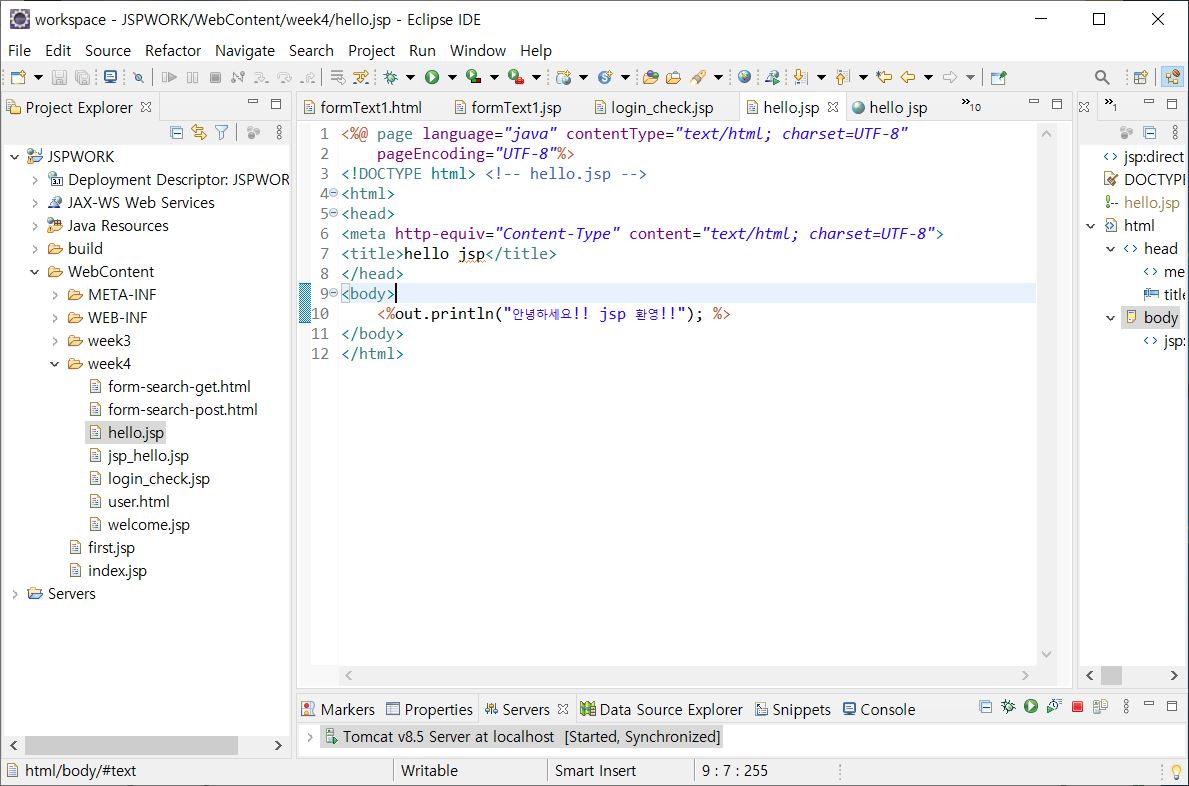 workspace - JSPWORK/WebContent/week4/hello.jsp - Eclipse IDE
File Edit Source Refactor Navigate Search Project Run Window Help
Project Explorer
JSPWORK
Deployment Descriptor: JSPWOR
JAX-WS Web Services
Java Resources
build
WebContent
META-INF
WEB-INF
week3
week4
form-search-get.html
form-search-post.html
hello.jsp
jsp_hello.jsp
login_check.jsp
user.html
welcome.jsp
first.jsp
index.jsp
Servers
formText1.html formText1.jsp login_check.jsp hello.jsp hello jsp »10
1 <%@ page language="java" contentType="text/html; charset=UTF-8"
2 pageEncoding="UTF-8"%>
3 <!DOCTYPE html> <!-- hello.jsp -->
4 <html>
5 <head>
6 <meta http-equiv="Content-Type" content="text/html; charset=UTF-8">
7 <title>hello jsp</title>
8 </head>
9 <body>
10 <%out.println("안녕하세요!! jsp 환영!!"); %>
11 </body>
12 </html>
»1
jsp:direct
DOCTYPI
hello.jsp
html
head
me
title
body
jsp:
Markers Properties Servers Data Source Explorer Snippets Console
Tomcat v8.5 Server at localhost [Started, Synchronized]
html/body/#text Writable Smart Insert 9 : 7 : 255